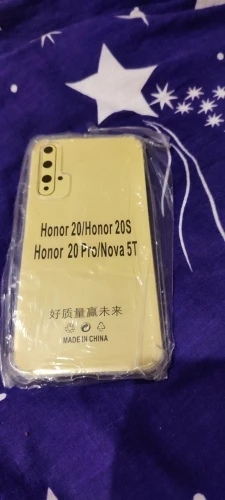 Honor 20/Honor 20S
Honor 20 Pro/Nova 5T
好质量赢未来
MADE IN CHINA